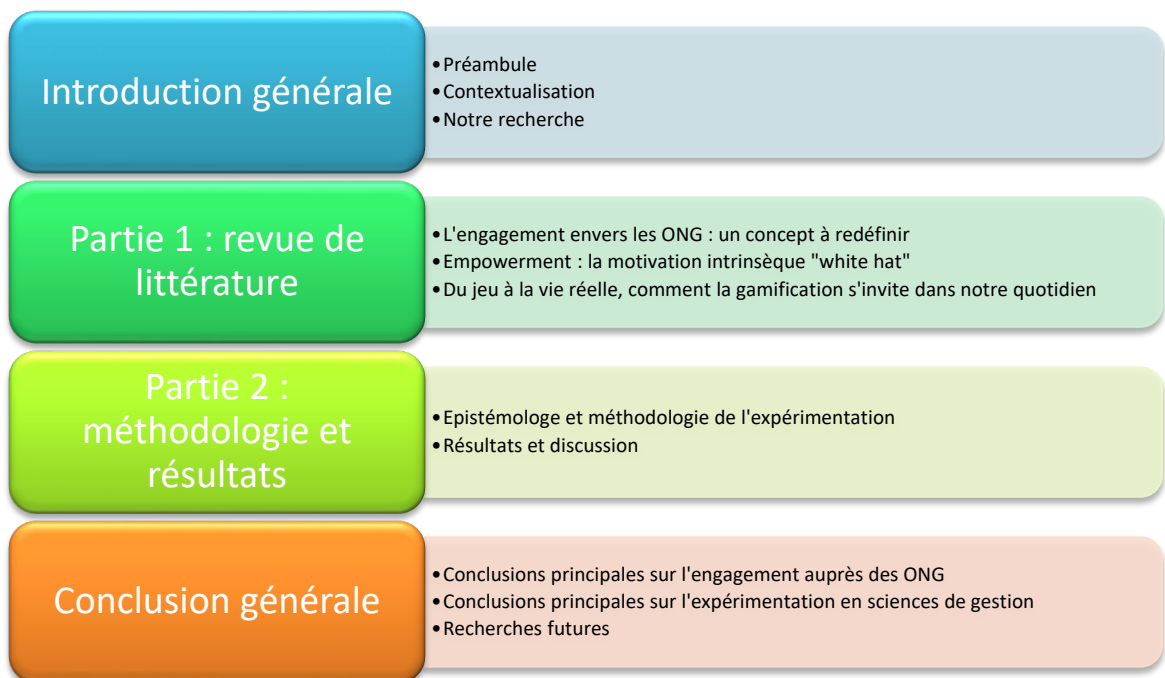 Introduction générale
•Préambule
•Contextualisation
•Notre recherche
Partie 1 : revue de
littérature
•L'engagement envers les ONG : un concept à redéfinir
•Empowerment : la motivation intrinsèque "white hat"
•Du jeu à la vie réelle, comment la gamification s'invite dans notre quotidien
Partie 2 :
méthodologie et
résultats
•Epistémologe et méthodologie de l'expérimentation
•Résultats et discussion
Conclusion générale
•Conclusions principales sur l'engagement auprès des ONG
•Conclusions principales sur l'expérimentation en sciences de gestion
•Recherches futures